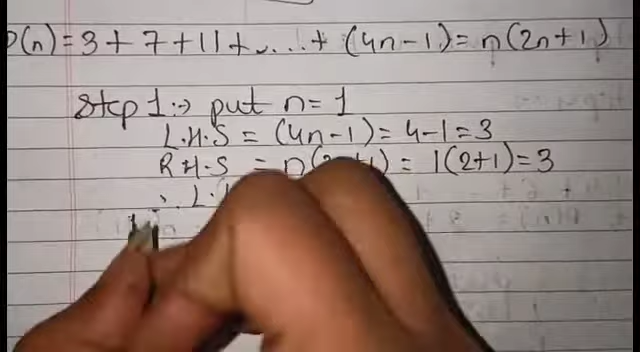 P(n) = 3 + 7 + 11 + ..... + (4n-1) = n(2n+1)
Step 1:→ put n = 1
L.H.S = (4n-1) = 4-1 = 3
R.H.S = n( +1) = 1(2+1) = 3
∴ L.